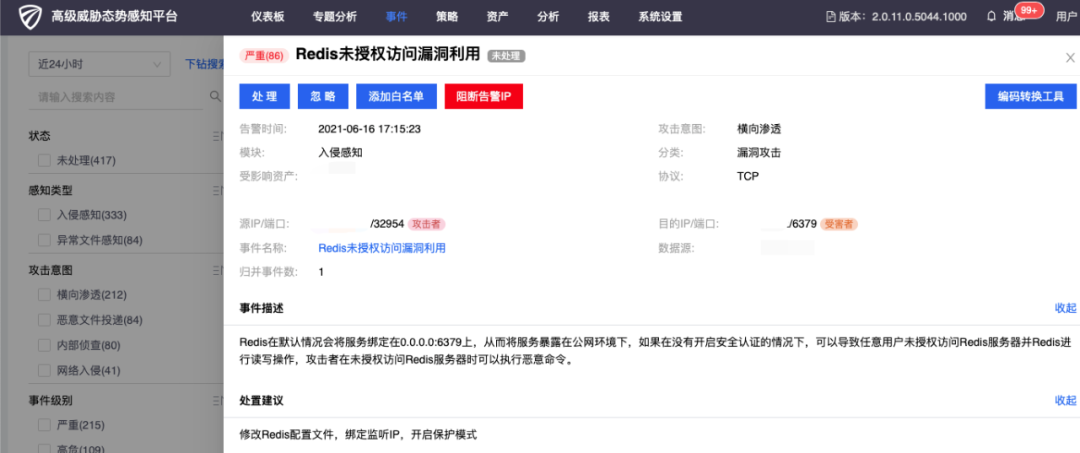 高级威胁态势感知平台 仪表板 专题分析 事件 策略 资产 分析 报表 系统设置 版本：2.0.11.0.5044.1000 消息 99+ 用户
近24小时 下钻搜索
请输入搜索内容
状态
未处理(417)
感知类型
入侵感知(333)
异常文件感知(84)
攻击意图
横向渗透(212)
恶意文件投递(84)
内部侦查(80)
网络入侵(41)
事件级别
严重(215)
高危(109)
严重(86) Redis未授权访问漏洞利用 未处理
处 理 忽 略 添加白名单 阻断告警IP 编码转换工具
告警时间: 2021-06-16 17:15:23 攻击意图: 横向渗透
模块: 入侵感知 分类: 漏洞攻击
受影响资产: 协议: TCP
源IP/端口: /32954 攻击者 目的IP/端口: /6379 受害者
事件名称: Redis未授权访问漏洞利用 数据源:
归并事件数: 1
事件描述 收起
Redis在默认情况会将服务绑定在0.0.0.0:6379上，从而将服务暴露在公网环境下，如果在没有开启安全认证的情况下，可以导致任意用户未授权访问Redis服务器并Redis进
行读写操作，攻击者在未授权访问Redis服务器时可以执行恶意命令。
处置建议 收起
修改Redis配置文件，绑定监听IP，开启保护模式